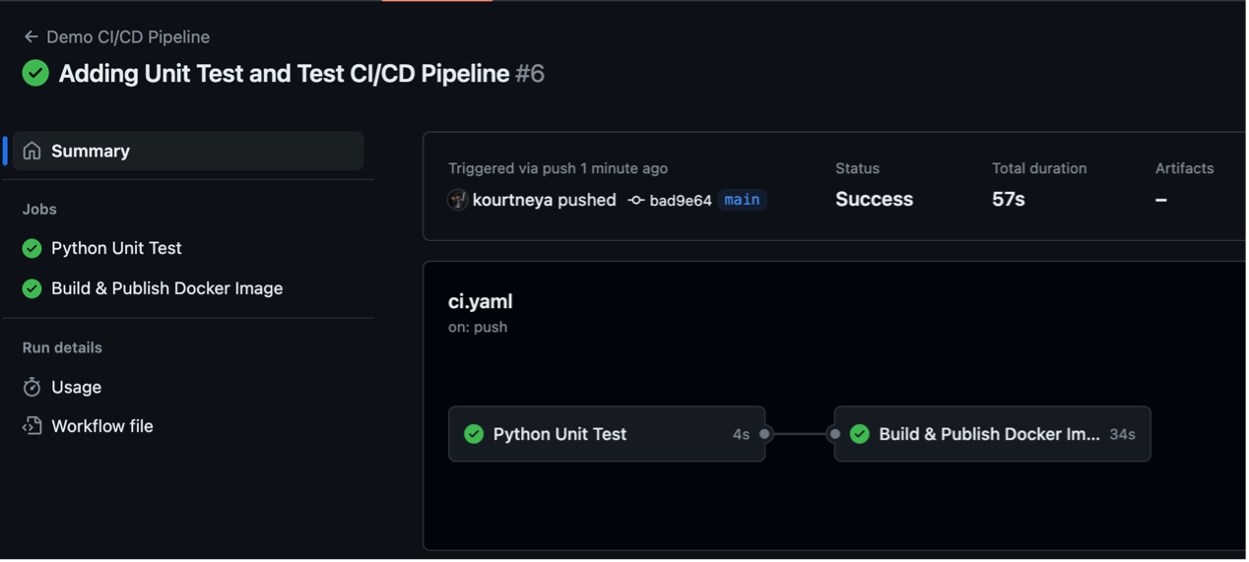 Demo CI/CD Pipeline
Adding Unit Test and Test CI/CD Pipeline #6
Summary
Jobs
Python Unit Test
Build & Publish Docker Image
Run details
Usage
Workflow file
Triggered via push 1 minute ago
kourtneya pushed bad9e64 main
Status
Success
Total duration
57s
Artifacts
–
ci.yaml
on: push
Python Unit Test 4s
Build & Publish Docker Im... 34s